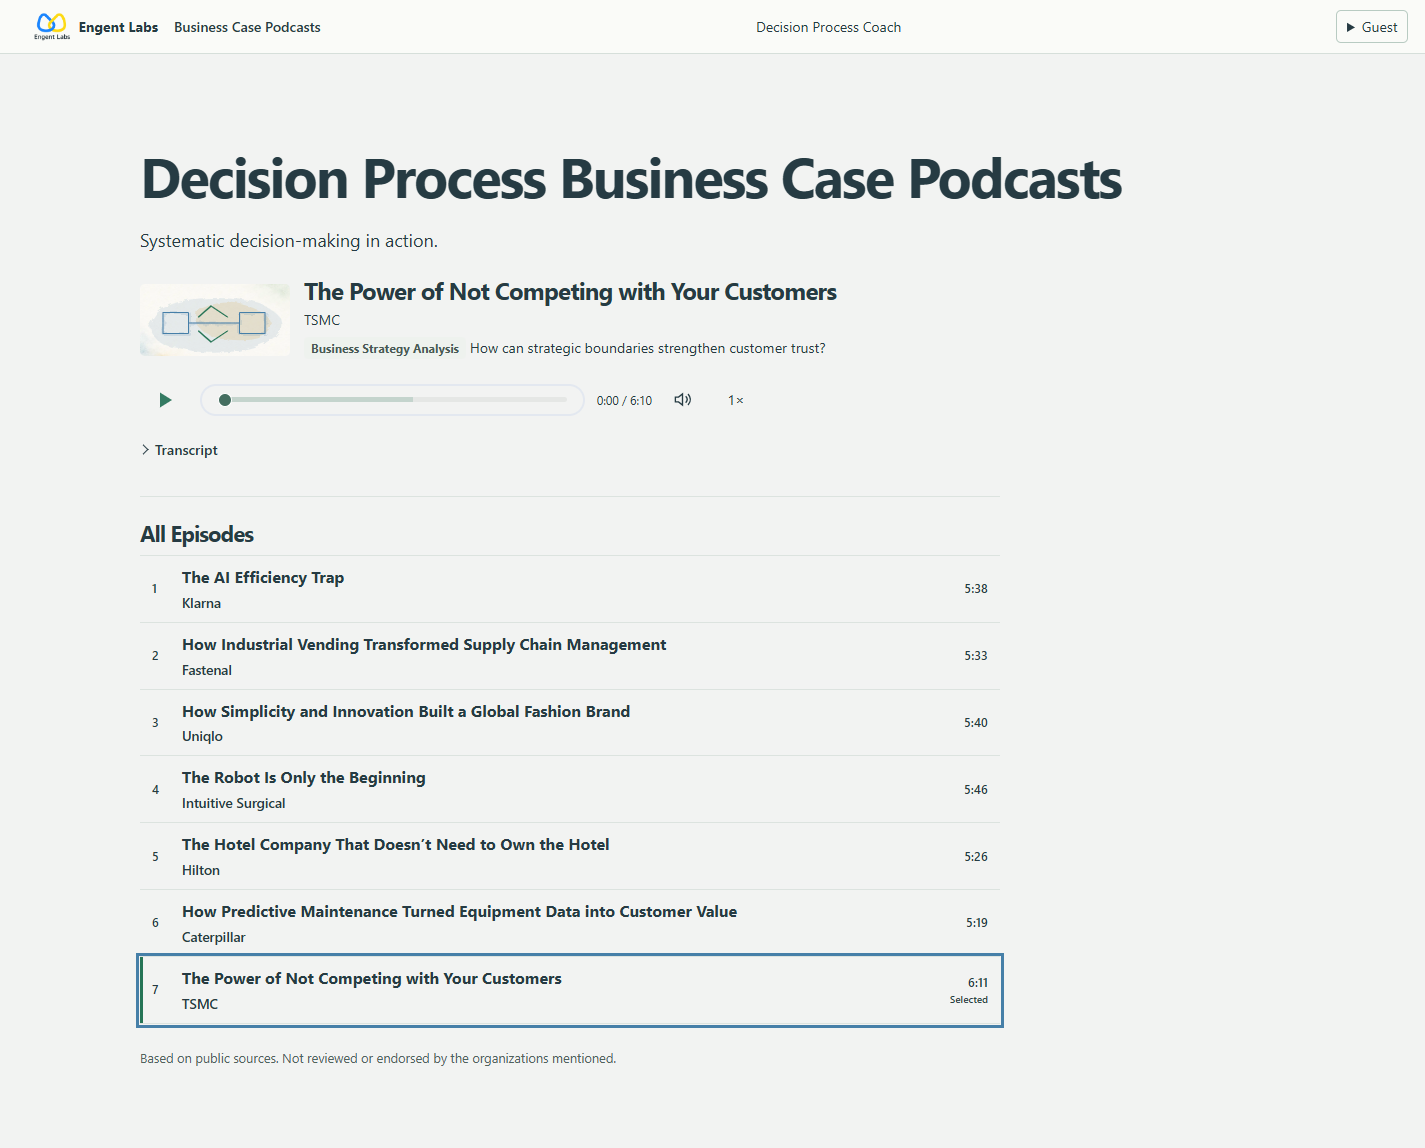 Engent Labs
Engent Labs
Business Case Podcasts
Decision Process Coach
▶ Guest
Decision Process Business Case Podcasts
Systematic decision-making in action.
The Power of Not Competing with Your Customers
TSMC
Business Strategy Analysis How can strategic boundaries strengthen customer trust?
0:00 / 6:10
1×
Transcript
All Episodes
1
The AI Efficiency Trap
Klarna
5:38
2
How Industrial Vending Transformed Supply Chain Management
Fastenal
5:33
3
How Simplicity and Innovation Built a Global Fashion Brand
Uniqlo
5:40
4
The Robot Is Only the Beginning
Intuitive Surgical
5:46
5
The Hotel Company That Doesn’t Need to Own the Hotel
Hilton
5:26
6
How Predictive Maintenance Turned Equipment Data into Customer Value
Caterpillar
5:19
7
The Power of Not Competing with Your Customers
TSMC
6:11
Selected
Based on public sources. Not reviewed or endorsed by the organizations mentioned.